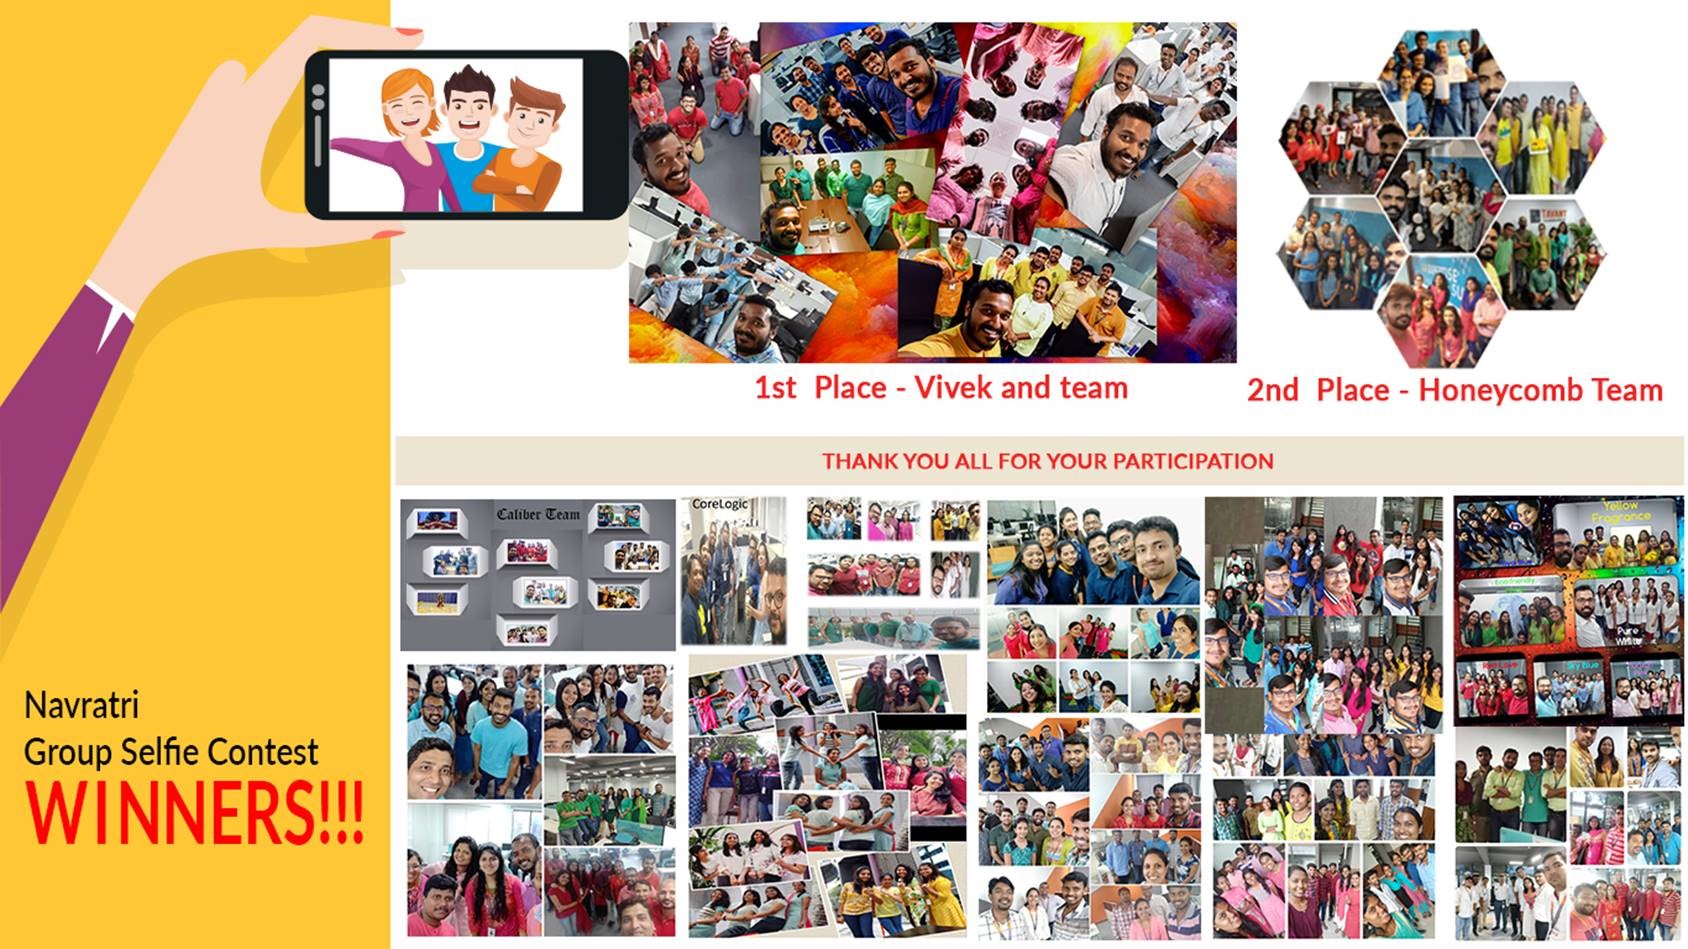 1st Place - Vivek and team
2nd Place - Honeycomb Team
THANK YOU ALL FOR YOUR PARTICIPATION
Navratri
Group Selfie Contest
WINNERS!!!
Caliber Team
CoreLogic
Yellow
Fragrance
Eco friendly
Pure
White
Red Love
Sky Blue
TAVANT